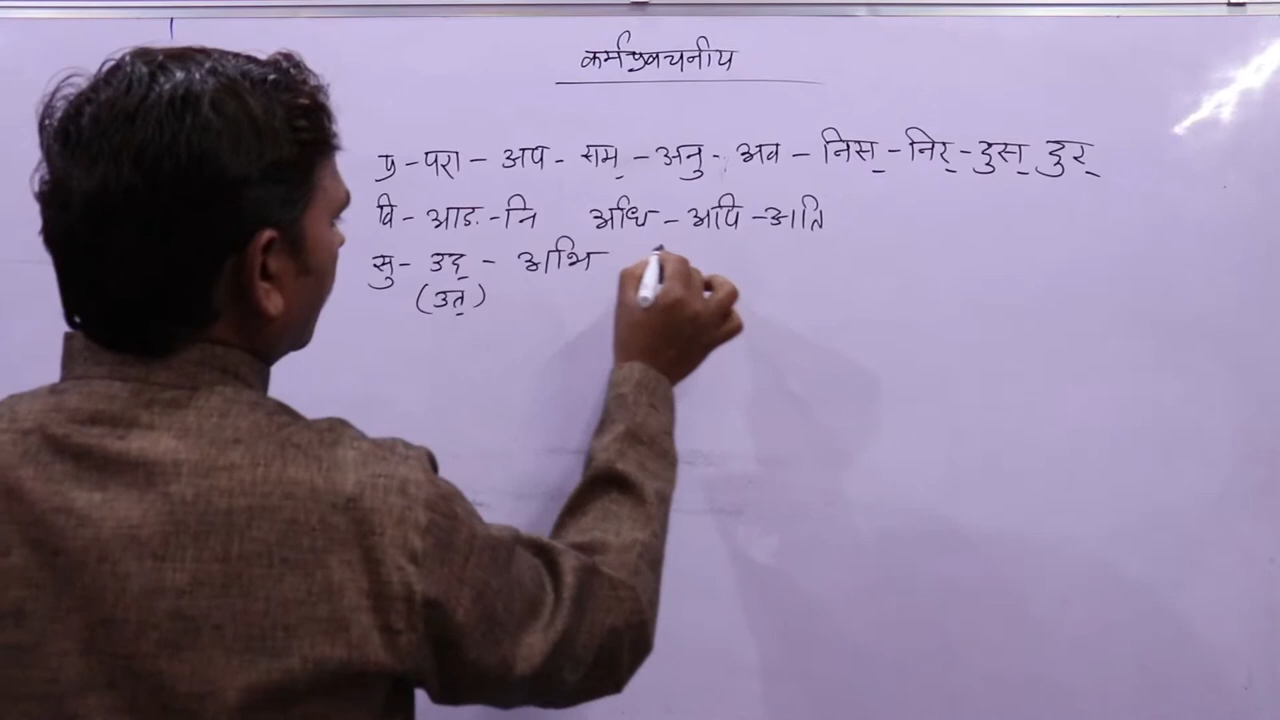 कर्मप्रवचनीय
प्र - परा - अप - सम् - अनु - अव - निस् - निर् - दुस् दुर्
वि - आङ् - नि अधि - अपि - अति
सु - उद् - अभि
(उत्)